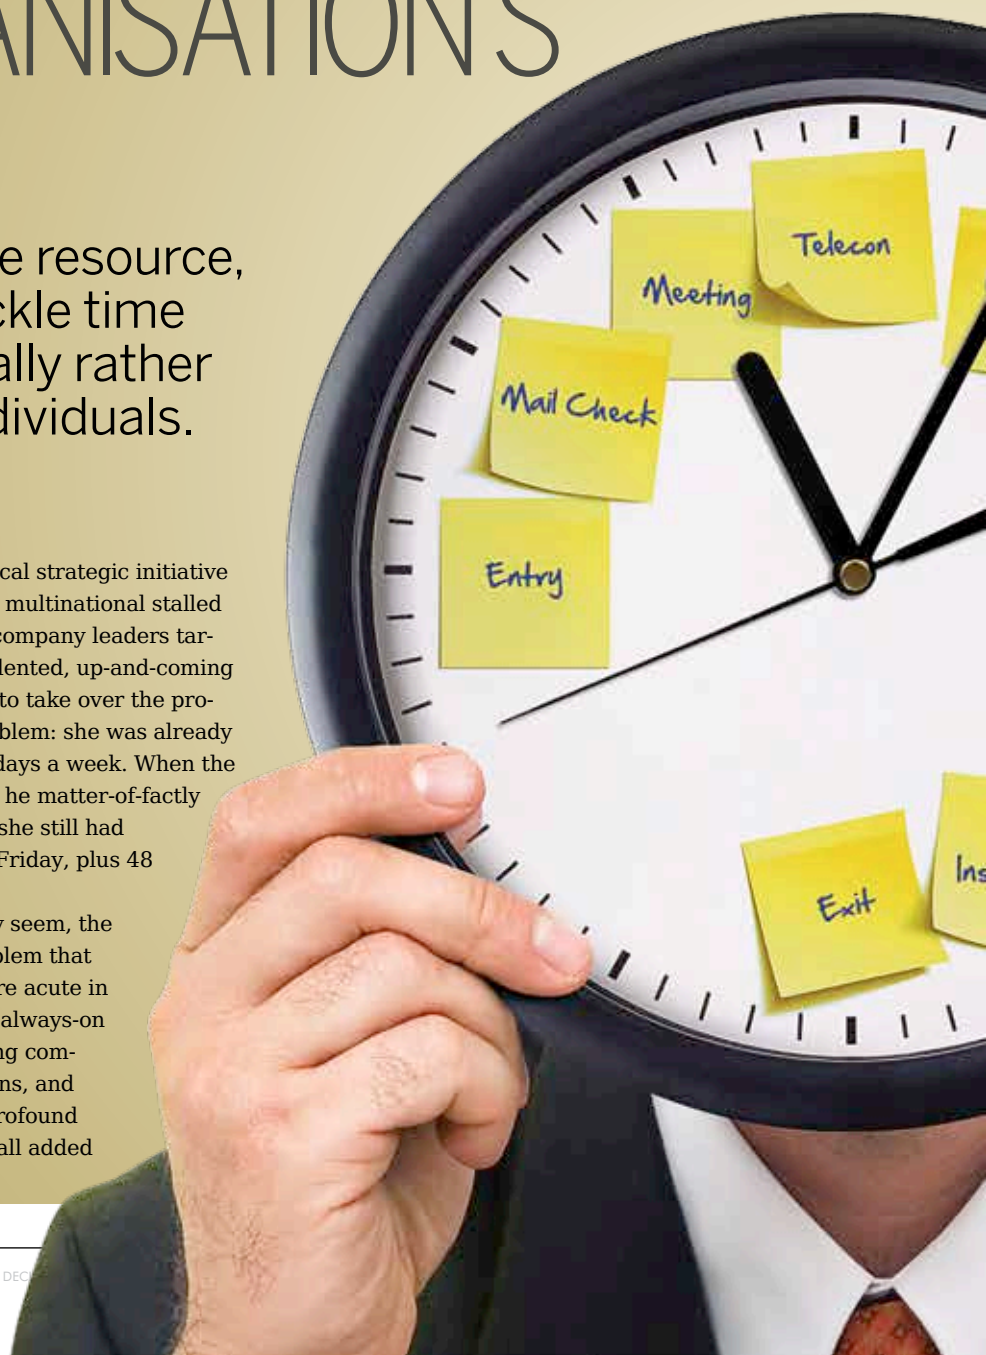 ANISATION'S
e resource,
ckle time
ally rather
dividuals.
cal strategic initiative
multinational stalled
company leaders tar-
lented, up-and-coming
to take over the pro-
blem: she was already
days a week. When the
he matter-of-factly
she still had
Friday, plus 48
y seem, the
blem that
re acute in
always-on
ng com-
ns, and
rofound
all added
DEC
Telecon
Meeting
Mail Check
Entry
Exit
Ins